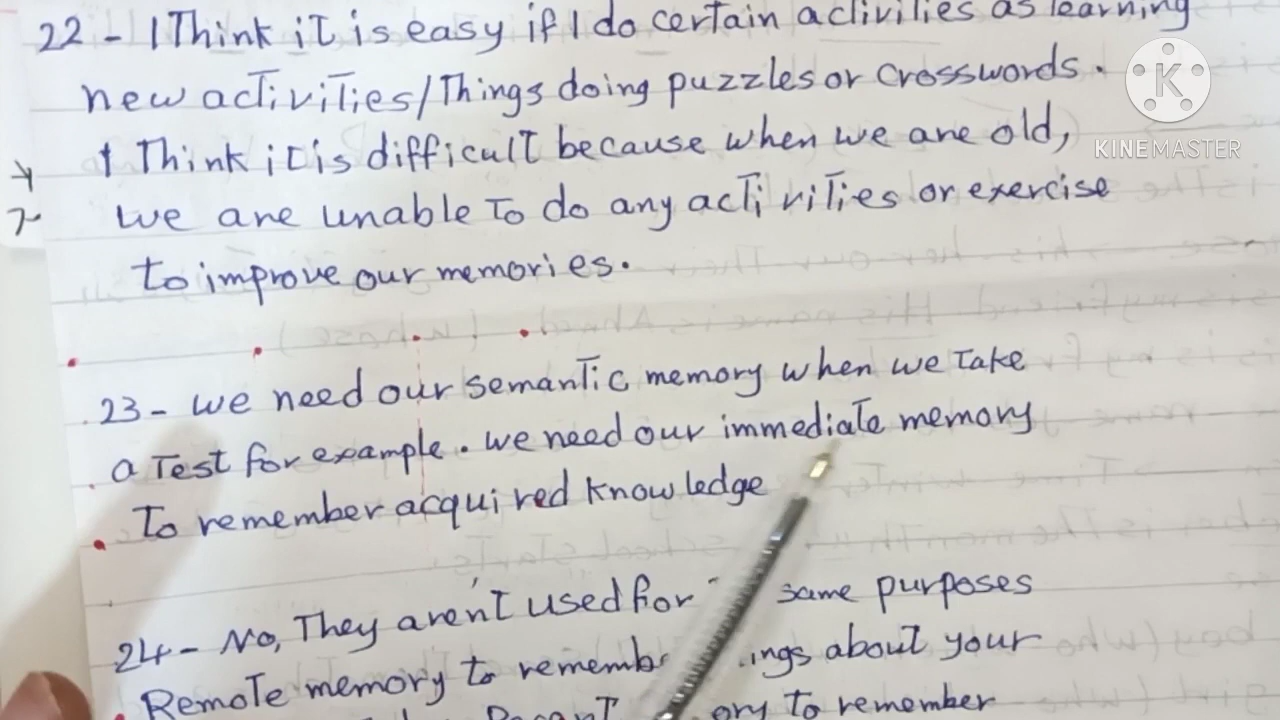 22 - I Think it is easy if I do certain activities as learning
new activities/Things doing puzzles or crosswords.
I Think it is difficult because when we are old,
we are unable to do any activities or exercise
to improve our memories.
23 - we need our semantic memory when we take
a Test for example. we need our immediate memory
To remember acquired knowledge
24 - No, They aren't used for same purposes
Remote memory to about your
to remember
K
KINEMASTER